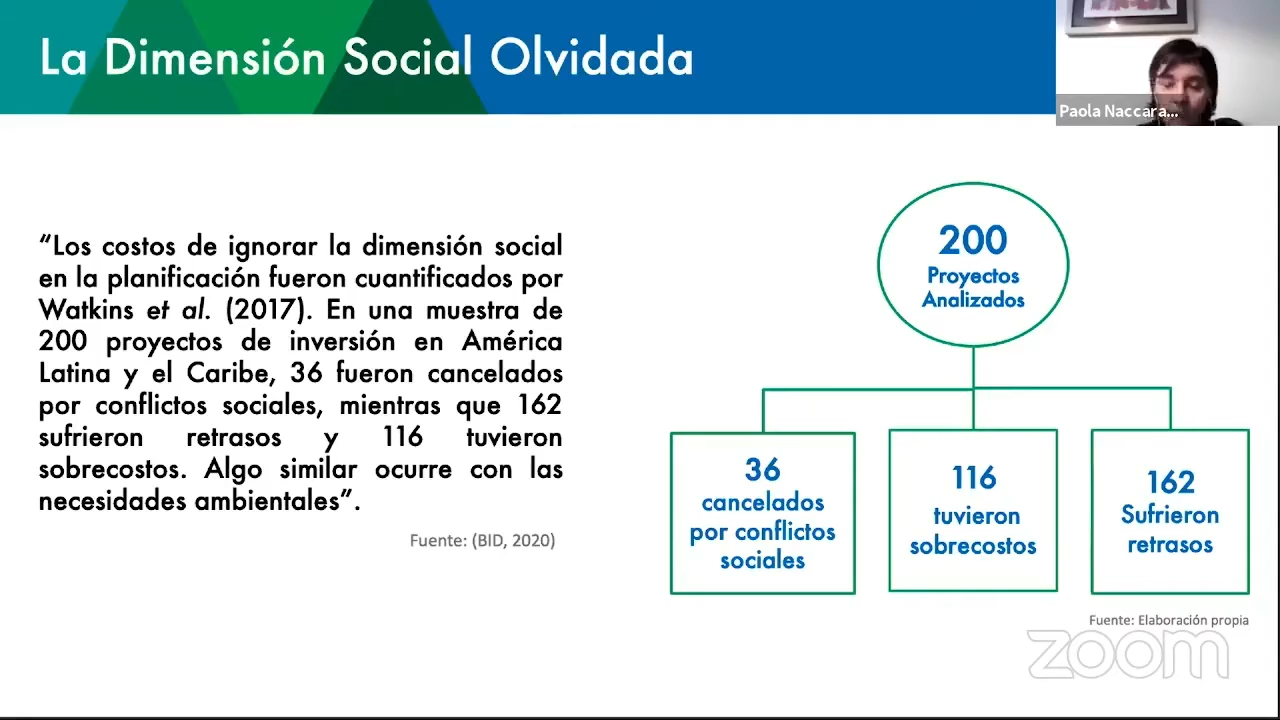 La Dimensión Social Olvidada
Paola Naccara...
“Los costos de ignorar la dimensión social
en la planificación fueron cuantificados por
Watkins et al. (2017). En una muestra de
200 proyectos de inversión en América
Latina y el Caribe, 36 fueron cancelados
por conflictos sociales, mientras que 162
sufrieron retrasos y 116 tuvieron
sobrecostos. Algo similar ocurre con las
necesidades ambientales”.
Fuente: (BID, 2020)
200
Proyectos
Analizados
36
cancelados
por conflictos
sociales
116
tuvieron
sobrecostos
162
Sufrieron
retrasos
Fuente: Elaboración propia
zoom